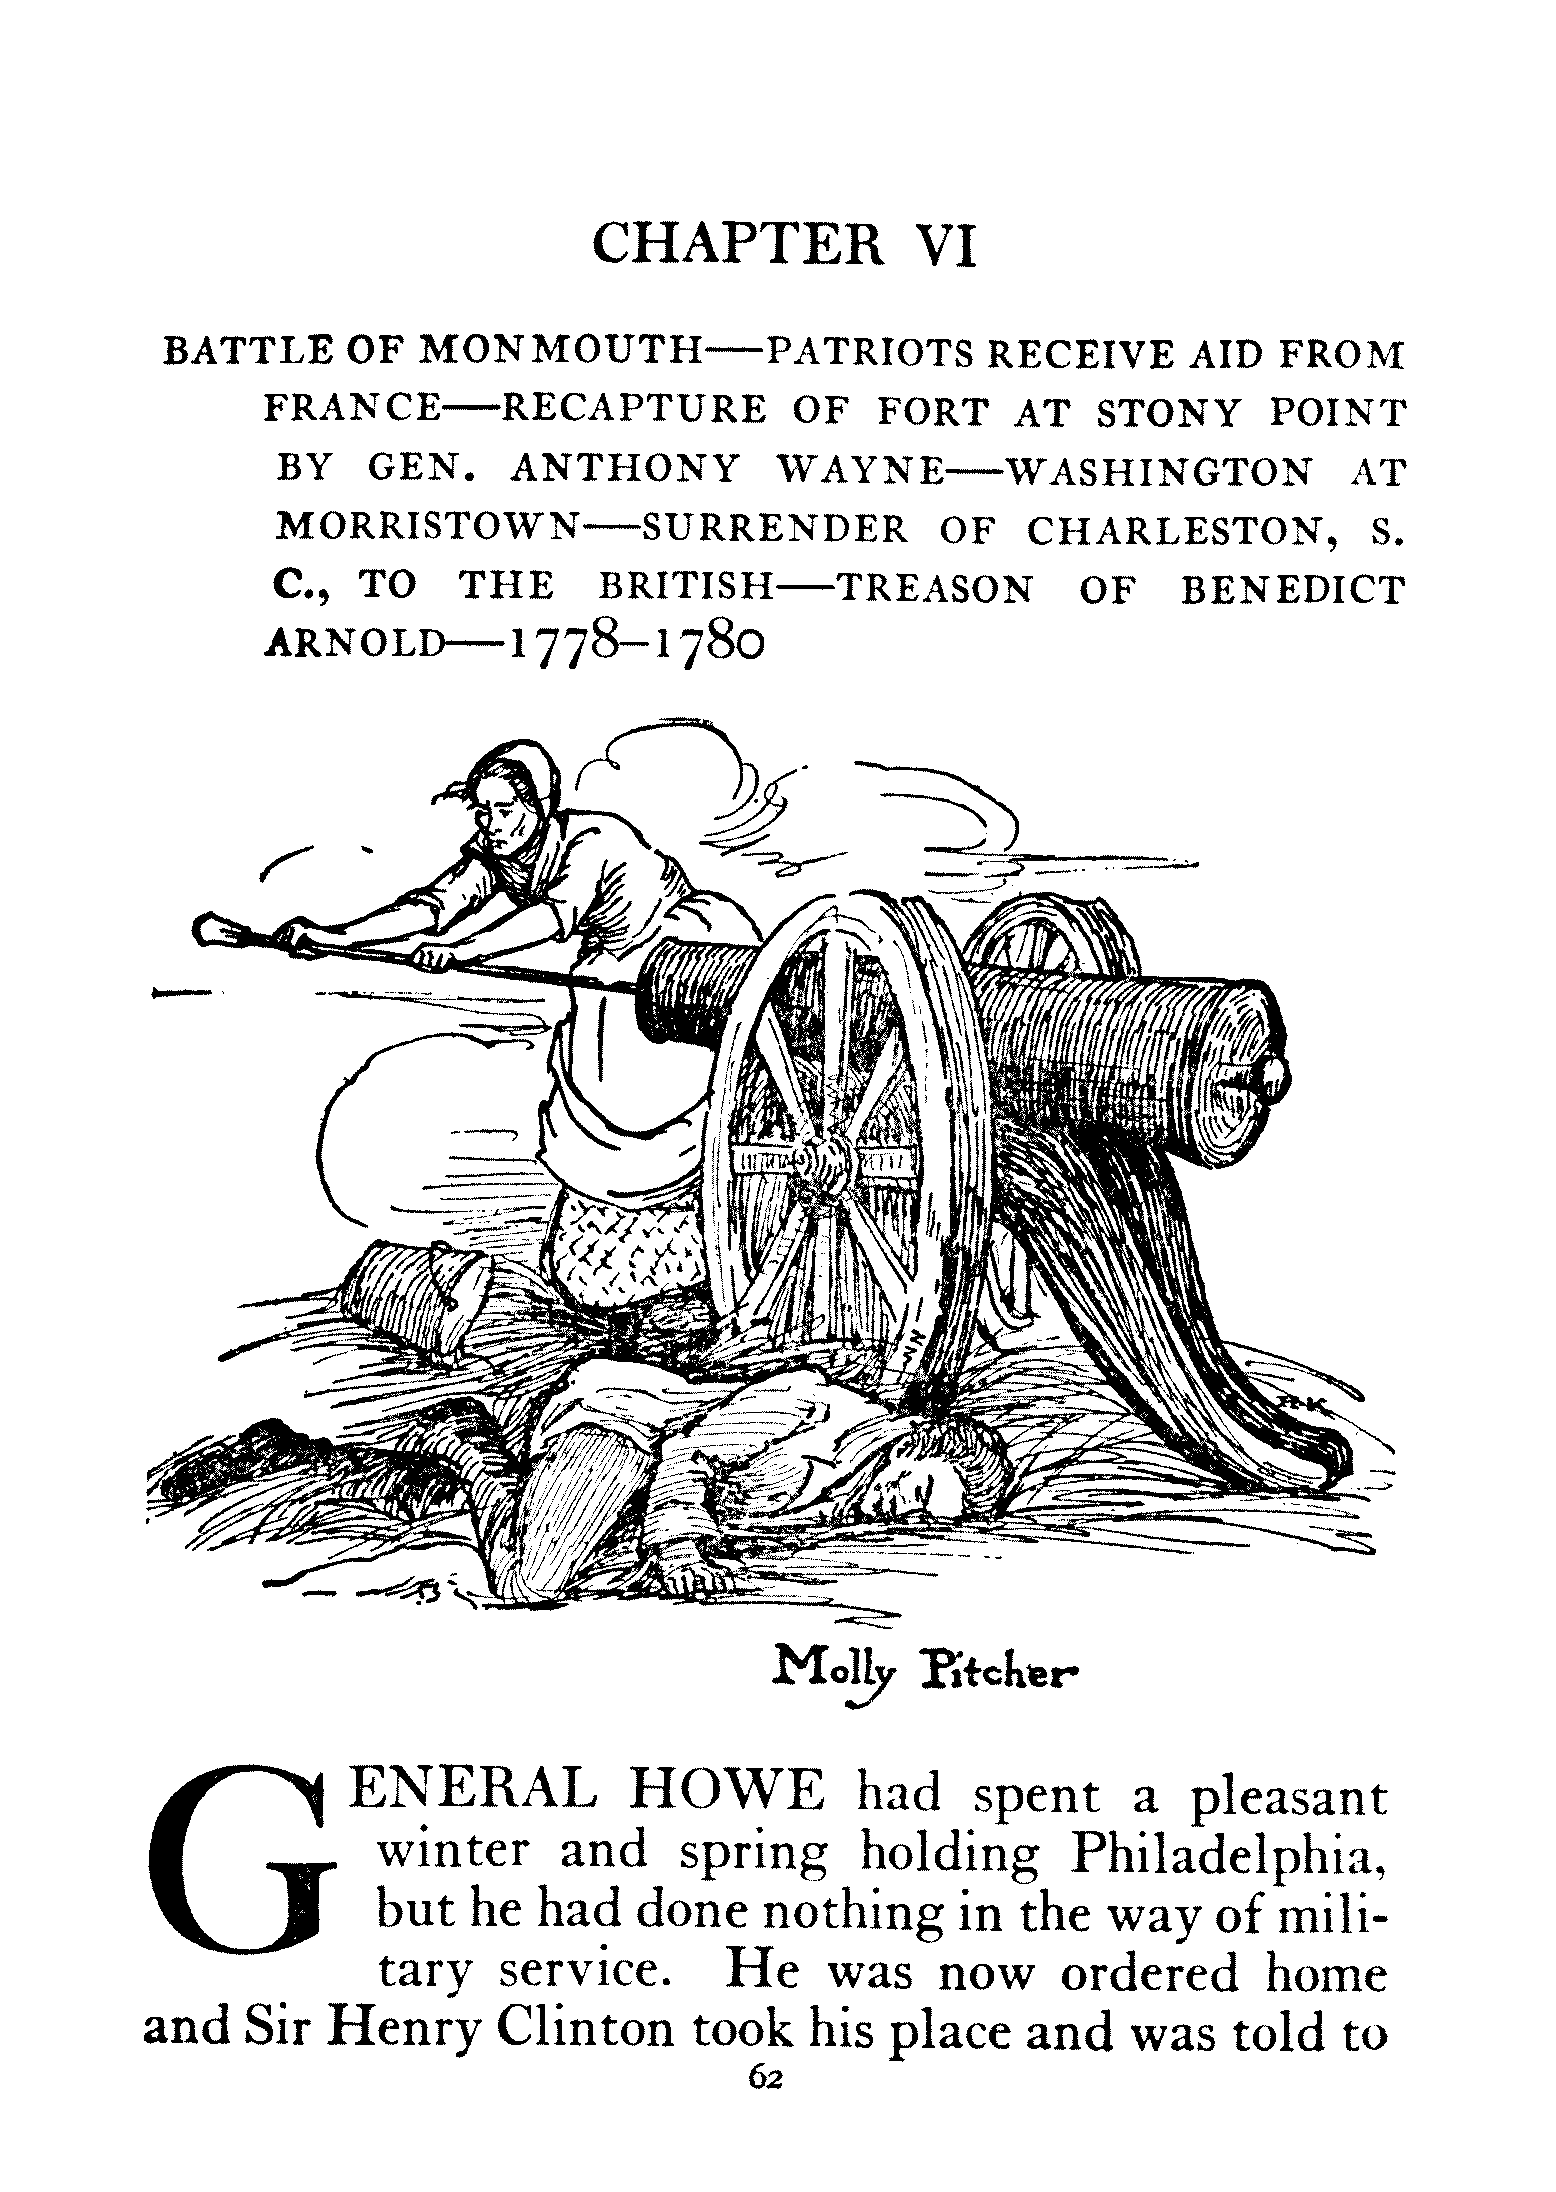 CHAPTER VI
BATTLE OF MONMOUTH—PATRIOTS RECEIVE AID FROM
FRANCE—RECAPTURE OF FORT AT STONY POINT
BY GEN. ANTHONY WAYNE—WASHINGTON AT
MORRISTOWN—SURRENDER OF CHARLESTON, S.
C., TO THE BRITISH—TREASON OF BENEDICT
ARNOLD—1778–1780
Molly Pitcher
GENERAL HOWE had spent a pleasant
winter and spring holding Philadelphia,
but he had done nothing in the way of mili-
tary service. He was now ordered home
and Sir Henry Clinton took his place and was told to
62